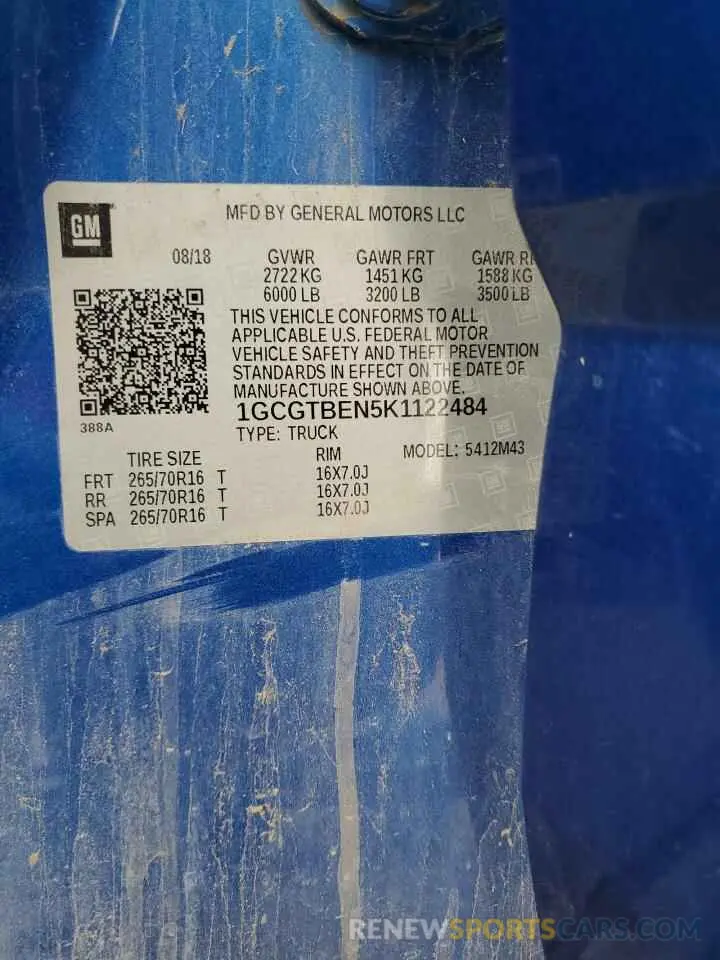 GM
MFD BY GENERAL MOTORS LLC
08/18 GVWR GAWR FRT GAWR
2722 KG 1451 KG 1588 KG
6000 LB 3200 LB 3500 LB
THIS VEHICLE CONFORMS TO ALL
APPLICABLE U.S. FEDERAL MOTOR
VEHICLE SAFETY AND THEFT PREVENTION
STANDARDS IN EFFECT ON THE DATE OF
MANUFACTURE SHOWN ABOVE.
388A
1GCGTBEN5K1122484
TYPE: TRUCK
MODEL: 5412M43
TIRE SIZE RIM
FRT 265/70R16 T 16X7.0J
RR 265/70R16 T 16X7.0J
SPA 265/70R16 T 16X7.0J
RENEWSPORTSCARS.COM